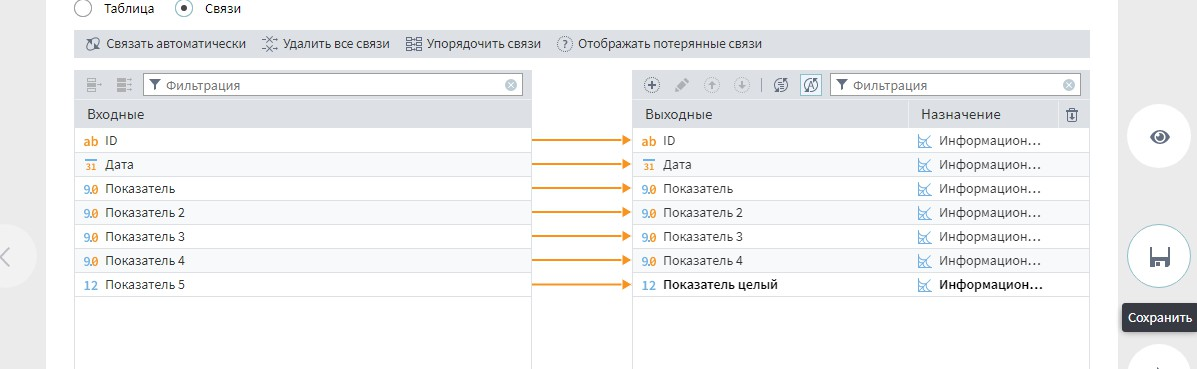 Таблица Связи
Связать автоматически Удалить все связи Упорядочить связи Отображать потерянные связи
Фильтрация Фильтрация
Входные Выходные Назначение
ab ID ab ID Информацион...
31 Дата 31 Дата Информацион...
9.0 Показатель 9.0 Показатель Информацион...
9.0 Показатель 2 9.0 Показатель 2 Информацион...
9.0 Показатель 3 9.0 Показатель 3 Информацион...
9.0 Показатель 4 9.0 Показатель 4 Информацион...
12 Показатель 5 12 Показатель целый Информацион...
Сохранить